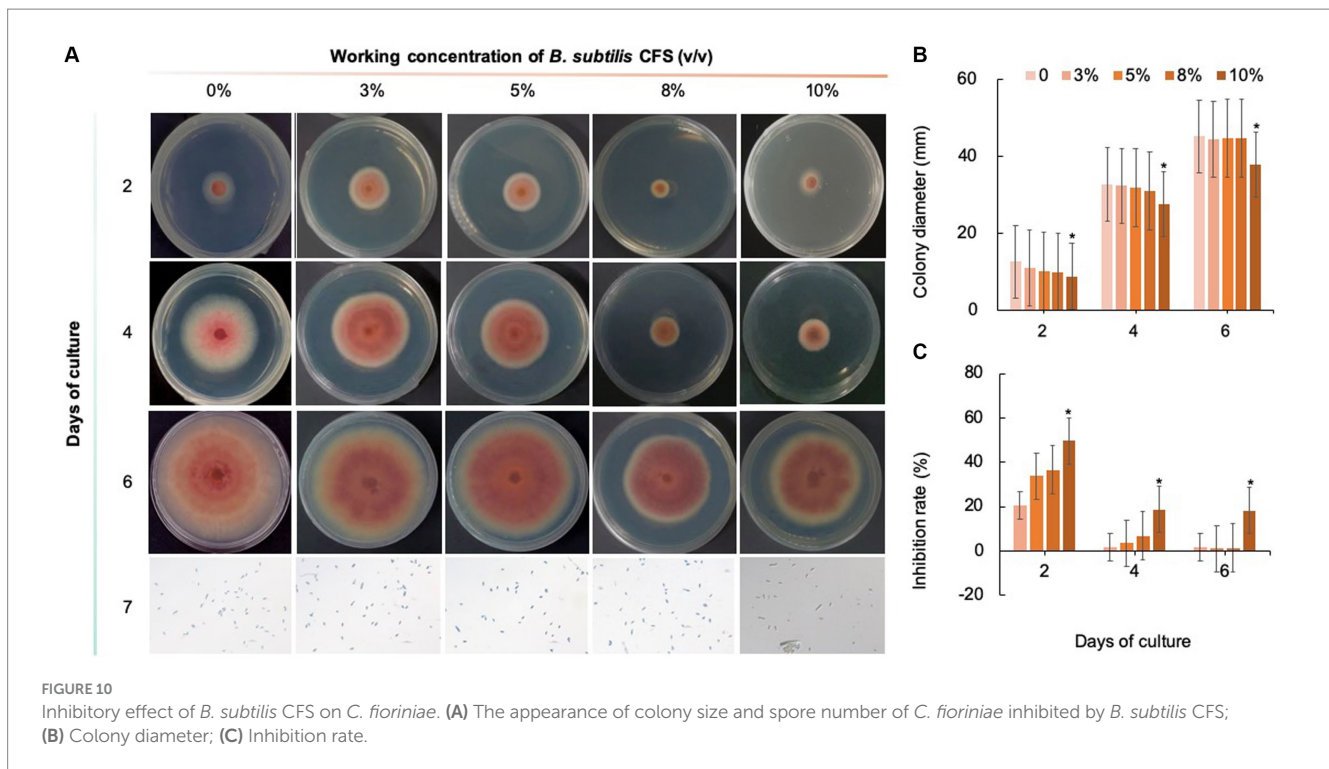 A
Working concentration of B. subtilis CFS (v/v)
0% 3% 5% 8% 10%
Days of culture
2
4
6
7
B
0 3% 5% 8% 10%
Colony diameter (mm)
60
40
20
0
* * *
2 4 6
C
Inhibition rate (%)
80
60
40
20
0
-20
* * *
2 4 6
Days of culture
FIGURE 10
Inhibitory effect of B. subtilis CFS on C. fioriniae. (A) The appearance of colony size and spore number of C. fioriniae inhibited by B. subtilis CFS;
(B) Colony diameter; (C) Inhibition rate.